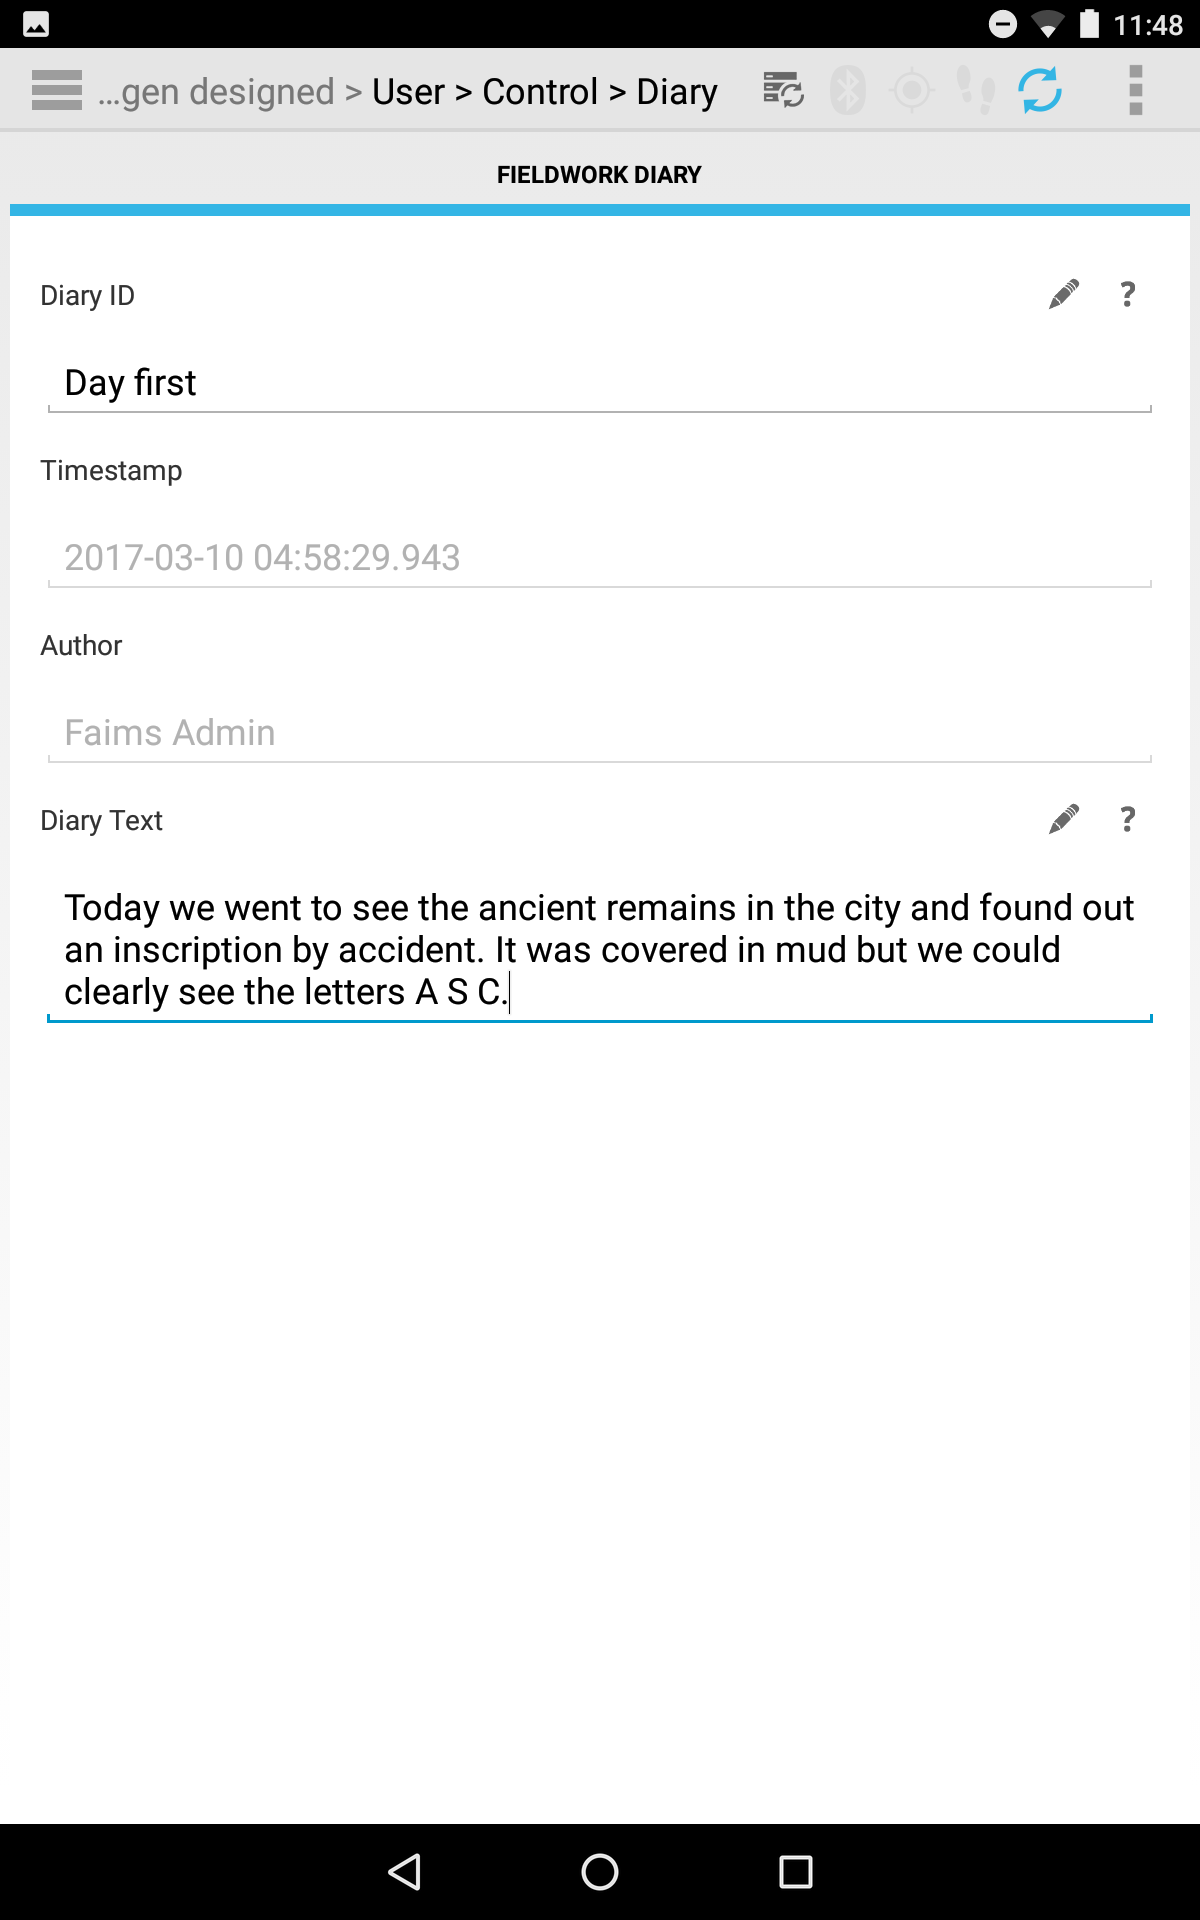 11:48
...gen designed > User > Control > Diary
FIELDWORK DIARY
Diary ID
?
Day first
Timestamp
2017-03-10 04:58:29.943
Author
Faims Admin
Diary Text
?
Today we went to see the ancient remains in the city and found out
an inscription by accident. It was covered in mud but we could
clearly see the letters A S C.